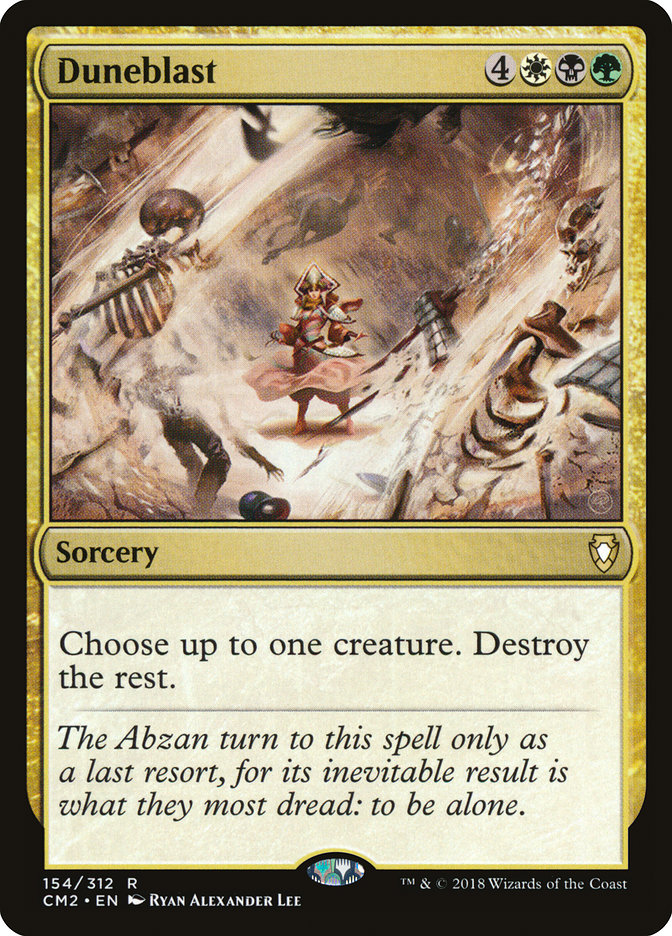 Duneblast
4
Sorcery
Choose up to one creature. Destroy
the rest.
The Abzan turn to this spell only as
a last resort, for its inevitable result is
what they most dread: to be alone.
154/312 R
CM2 • EN Ryan Alexander Lee
™ & © 2018 Wizards of the Coast